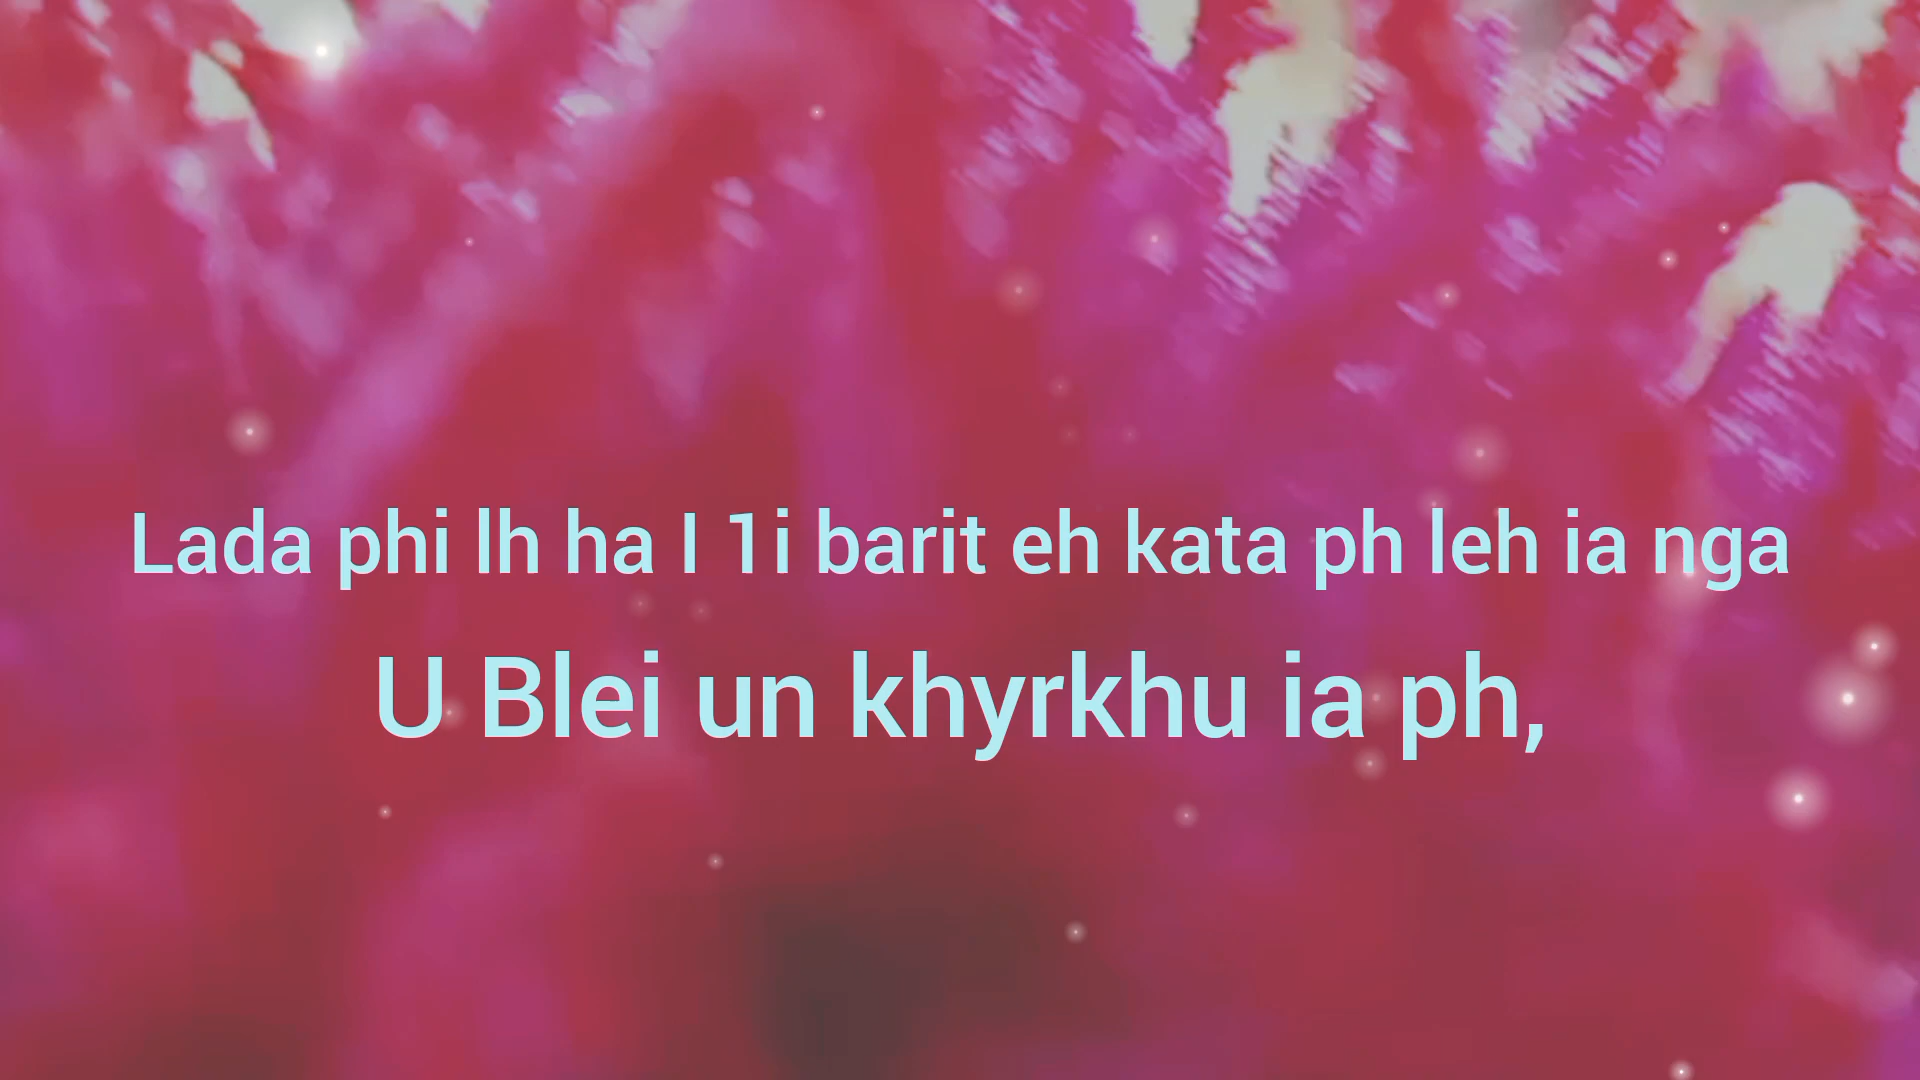 Lada phi lh ha I 1i barit eh kata ph leh ia nga
U Blei un khyrkhu ia ph,